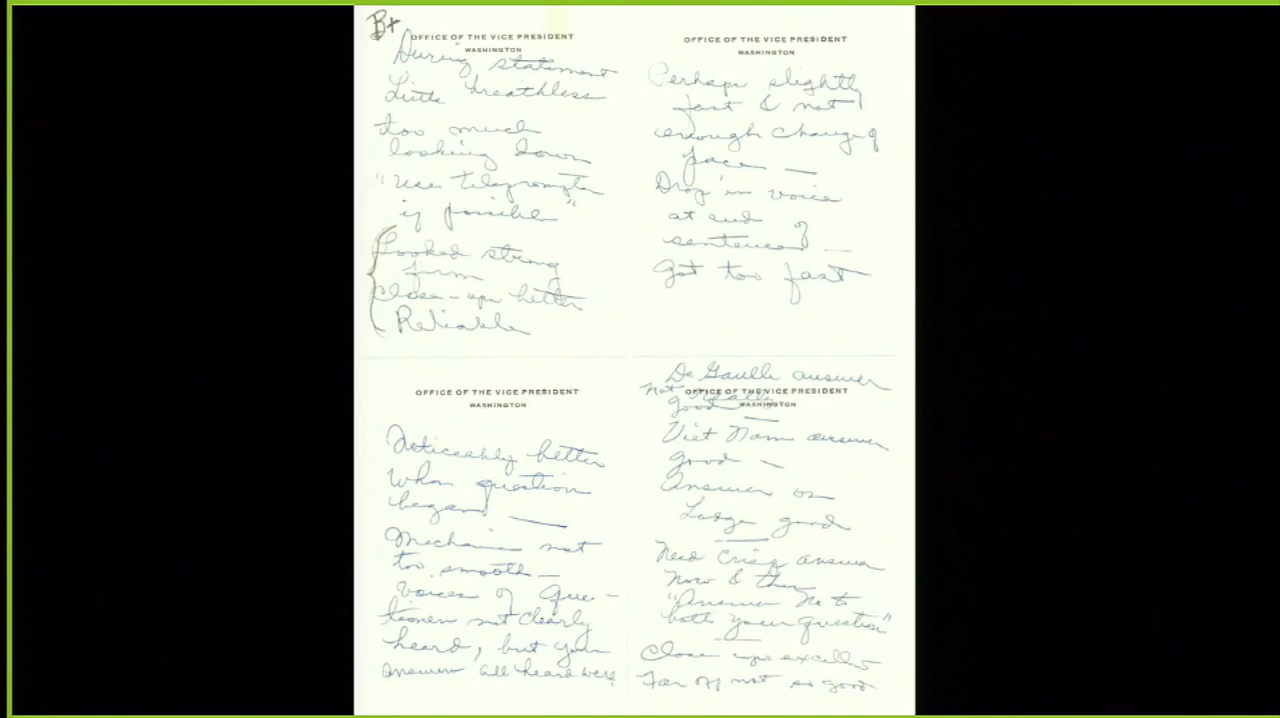 B+
OFFICE OF THE VICE PRESIDENT
WASHINGTON
During statement
Little breathless
too much
looking down
"Use teleprompter
if possible"
Looked strong
firm
Close-ups better
Reliable
OFFICE OF THE VICE PRESIDENT
WASHINGTON
Perhaps slightly
fast & not
enough change of
pace —
Drop in voice
at end of
sentences —
Got too fast
OFFICE OF THE VICE PRESIDENT
WASHINGTON
Noticeably better
when question
began —
Mechanics not
too smooth —
Voices of que-
tioners not clearly
heard, but your
answers all heard well
De Gaulle answer
OFFICE OF THE VICE PRESIDENT
WASHINGTON
not really
good —
Viet Nam answer
good —
Answer on
Lodge good
Need crisp answer
now & then
"Answer no to
both your question"
Close ups excellent
Far off not so good